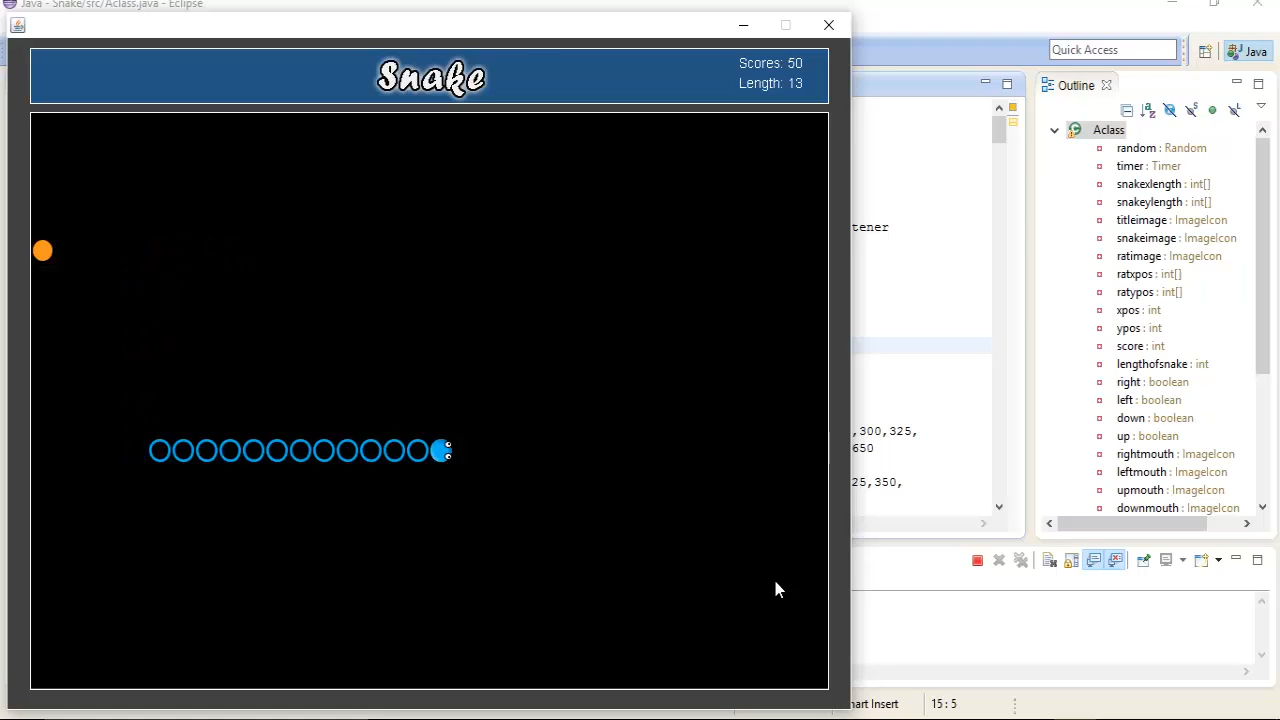 Java - Snake/src/Aclass.java - Eclipse
Snake
Scores: 50
Length: 13
Quick Access
Java
Outline
Aclass
random : Random
timer : Timer
snakexlength : int[]
snakeylength : int[]
titleimage : ImageIcon
snakeimage : ImageIcon
ratimage : ImageIcon
ratxpos : int[]
ratypos : int[]
xpos : int
ypos : int
score : int
lengthofsnake : int
right : boolean
left : boolean
down : boolean
up : boolean
rightmouth : ImageIcon
leftmouth : ImageIcon
upmouth : ImageIcon
downmouth : ImageIcon
tener
,300,325,
650
25,350,
nart Insert
15 : 5